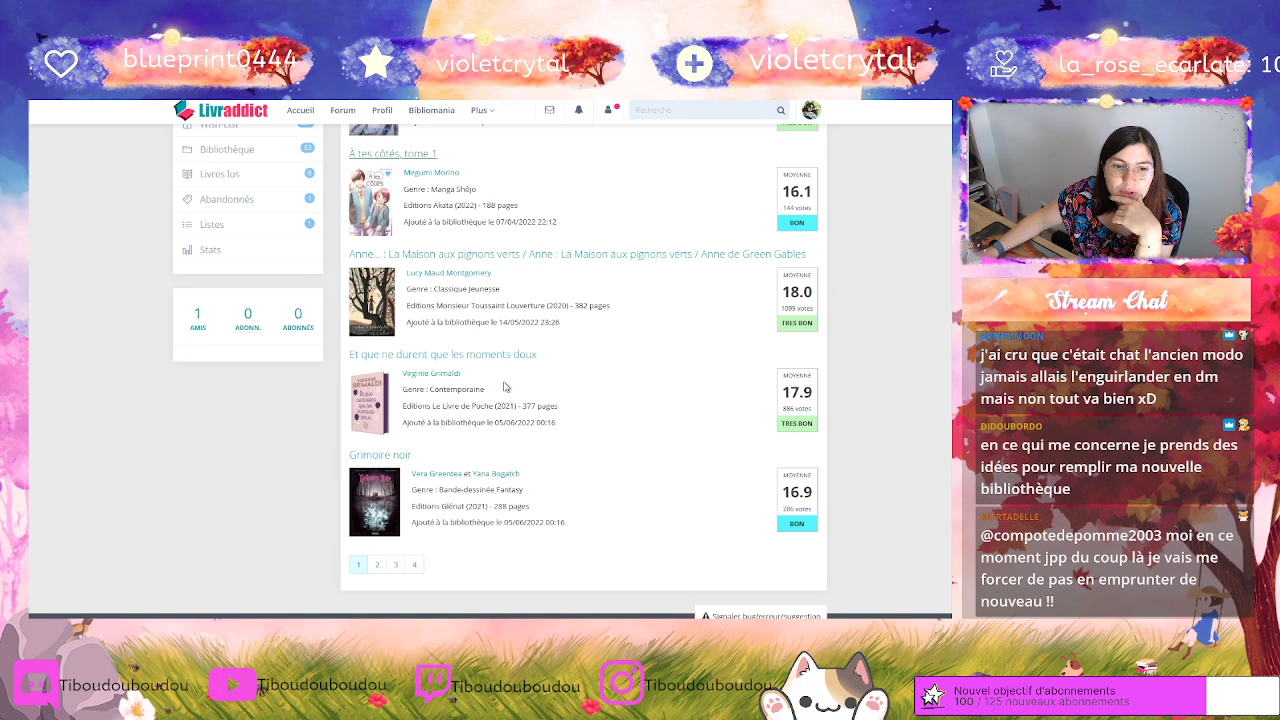 blueprint0444
violetcrytal
violetcrytal
la_rose_ecarlate: 10
Livraddict
Accueil
Forum
Profil
Bibliomania
Plus
Recherche
Wish-List
Bibliothèque
63
Livres lus
Abandonnés
1
Listes
1
Stats
1
AMIS
0
ABONN.
0
ABONNÉS
TRES BON
À tes côtés, tome 1
Megumi Morino
Genre : Manga Shôjo
Editions Akata (2022) - 188 pages
Ajouté à la bibliothèque le 07/04/2022 22:12
MOYENNE
16.1
144 votes
BON
Anne... : La Maison aux pignons verts / Anne : La Maison aux pignons verts / Anne de Green Gables
Lucy Maud Montgomery
Genre : Classique Jeunesse
Editions Monsieur Toussaint Louverture (2020) - 382 pages
Ajouté à la bibliothèque le 14/05/2022 23:26
MOYENNE
18.0
1099 votes
TRES BON
Et que ne durent que les moments doux
Virginie Grimaldi
Genre : Contemporaine
Editions Le Livre de Poche (2021) - 377 pages
Ajouté à la bibliothèque le 05/06/2022 00:16
MOYENNE
17.9
886 votes
TRES BON
Grimoire noir
Vera Greentea et Yana Bogatch
Genre : Bande-dessinée Fantasy
Editions Glénat (2021) - 288 pages
Ajouté à la bibliothèque le 05/06/2022 00:16
MOYENNE
16.9
286 votes
BON
1 2 3 4
Signaler bug/erreur/suggestion
Stream Chat
j'ai cru que c'était chat l'ancien modo
jamais allais l'enguirlander en dm
mais non tout va bien xD
DIDOUBORDO
en ce qui me concerne je prends des
idées pour remplir ma nouvelle
bibliothèque
@compotedepomme2003 moi en ce
moment jpp du coup là je vais me
forcer de pas en emprunter de
nouveau !!
Tiboudouboudou
Tiboudouboudou
Tiboudouboudou
Tiboudouboudou
Nouvel objectif d'abonnements
100 / 125 nouveaux abonnements